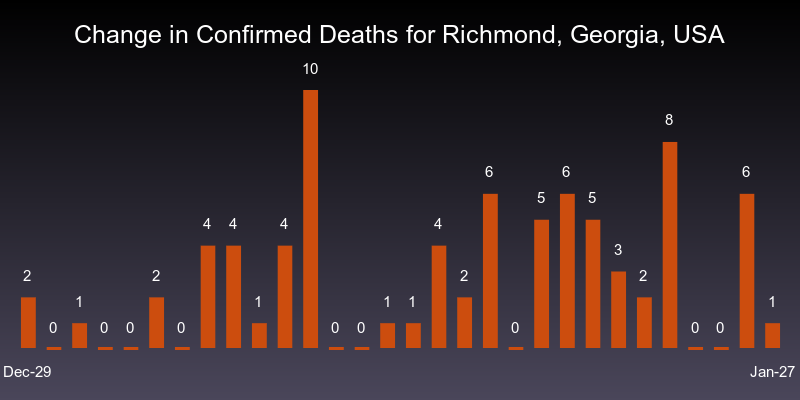 Change in Confirmed Deaths for Richmond, Georgia, USA
2 0 1 0 0 2 0 4 4 1 4 10 0 0 1 1 4 2 6 0 5 6 5 3 2 8 0 0 6 1
Dec-29 Jan-27